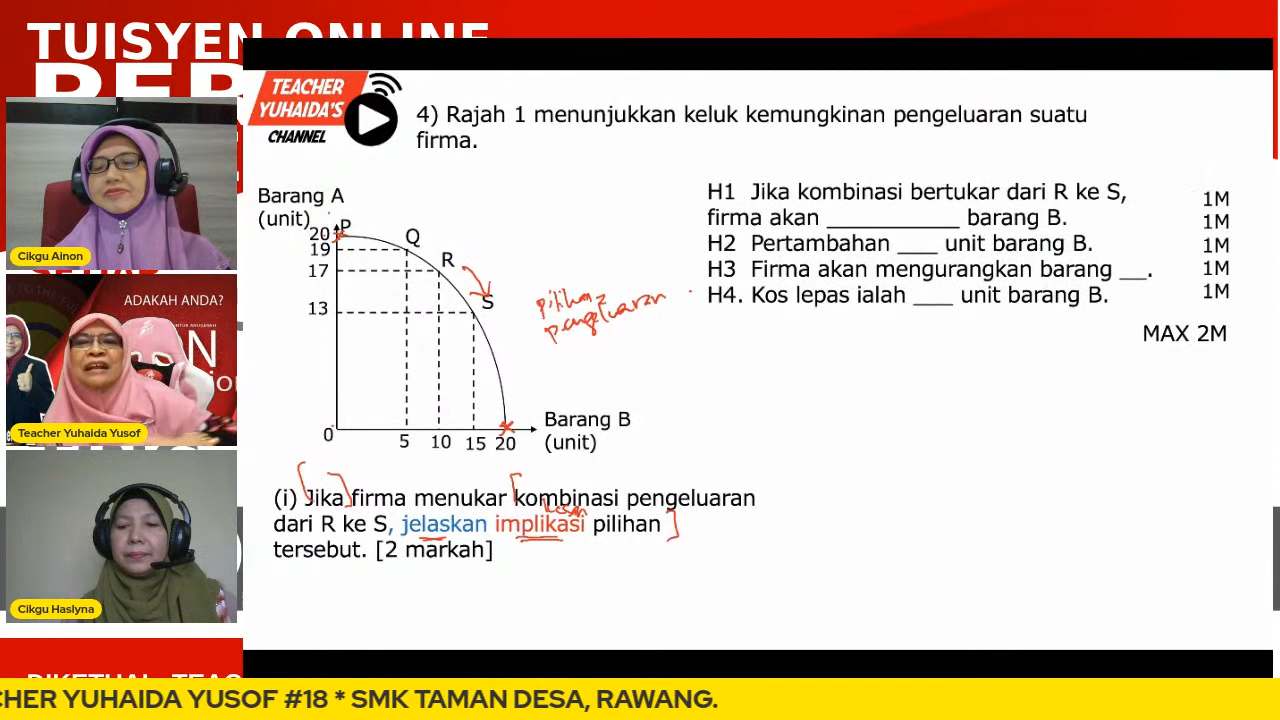 TUISYEN ONLINE
TEACHER
YUHAIDA'S
CHANNEL
4) Rajah 1 menunjukkan keluk kemungkinan pengeluaran suatu
firma.
Barang A
(unit)
20
P
19
Q
17
R
13
S
0
5 10 15 20
Barang B
(unit)
pilihan
pengeluaran
H1 Jika kombinasi bertukar dari R ke S, 1M
firma akan __________ barang B. 1M
H2 Pertambahan ___ unit barang B. 1M
H3 Firma akan mengurangkan barang __. 1M
H4. Kos lepas ialah ___ unit barang B. 1M
MAX 2M
(i) Jika firma menukar kombinasi pengeluaran
kesan
dari R ke S, jelaskan implikasi pilihan
tersebut. [2 markah]
Cikgu Ainon
ADAKAH ANDA?
Teacher Yuhaida Yusof
Cikgu Haslyna
CHER YUHAIDA YUSOF #18 * SMK TAMAN DESA, RAWANG.